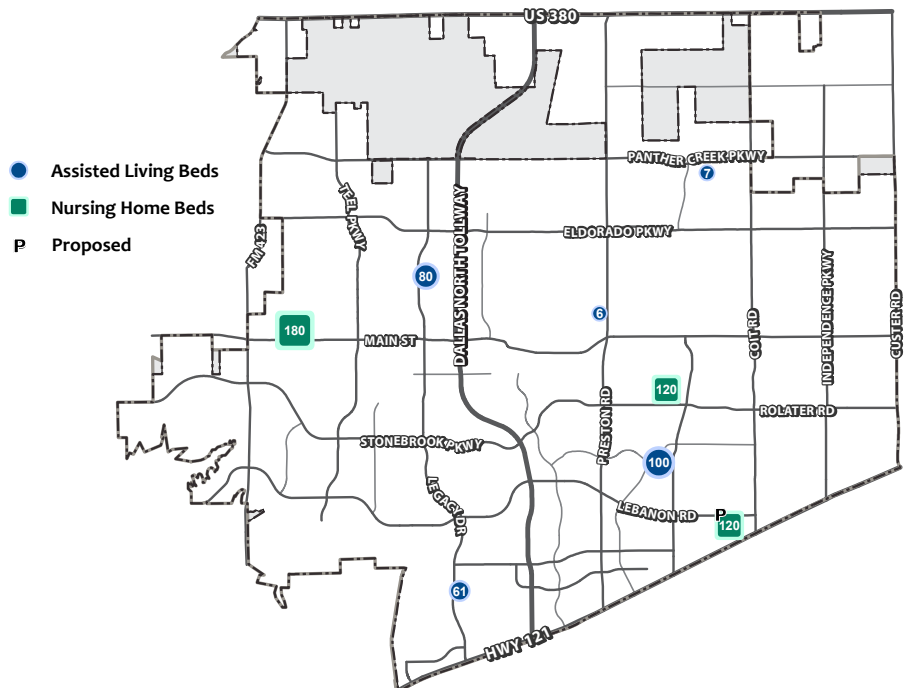 US 380
Assisted Living Beds
Nursing Home Beds
P Proposed
PANTHER CREEK PKWY
7
TEEL PKWY
FM 423
DALLAS NORTH TOLLWAY
ELDORADO PKWY
INDEPENDENCE PKWY
CUSTER RD
80
6
COIT RD
180
MAIN ST
120
PRESTON RD
ROLATER RD
STONEBROOK PKWY
100
LEGACY DR
LEBANON RD
P
120
61
HWY 121